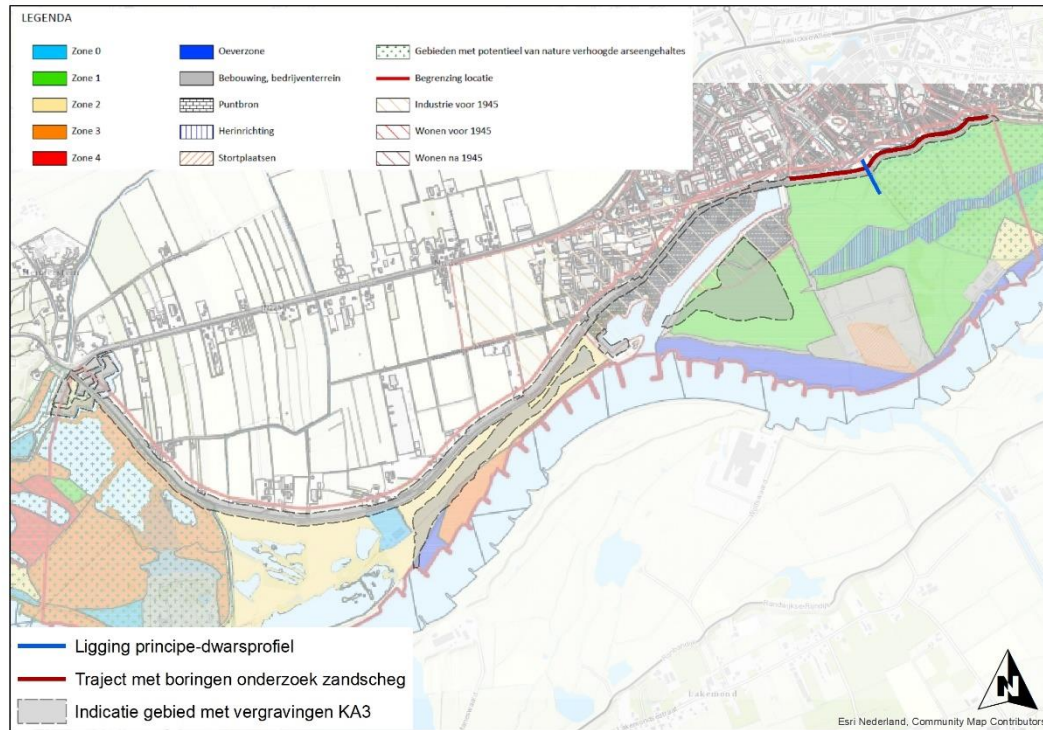 LEGENDA
Zone 0
Zone 1
Zone 2
Zone 3
Zone 4
Oeverzone
Bebouwing, bedrijventerrein
Puntbron
Herinrichting
Stortplaatsen
Gebieden met potentieel van nature verhoogde arseengehaltes
Begrenzing locatie
Industrie voor 1945
Wonen voor 1945
Wonen na 1945
Lakemond
Ligging principe-dwarsprofiel
Traject met boringen onderzoek zandscheg
Indicatie gebied met vergravingen KA3
N
Esri Nederland, Community Map Contributors